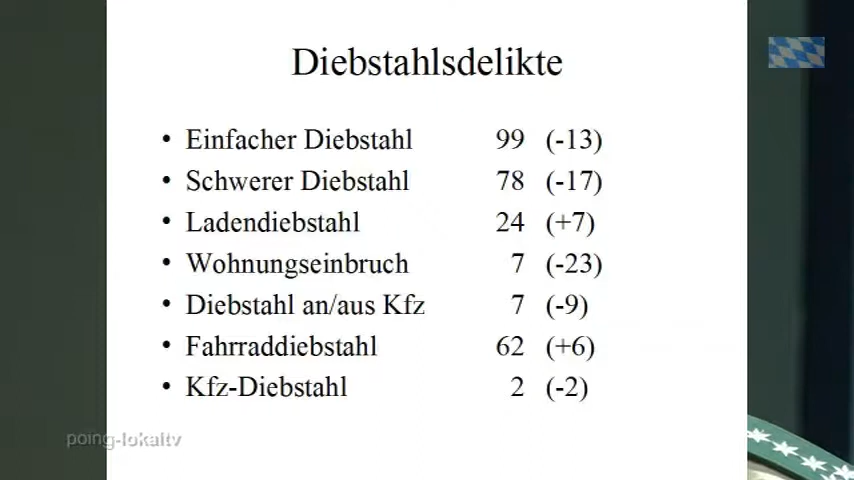 Diebstahlsdelikte
• Einfacher Diebstahl 99 (-13)
• Schwerer Diebstahl 78 (-17)
• Ladendiebstahl 24 (+7)
• Wohnungseinbruch 7 (-23)
• Diebstahl an/aus Kfz 7 (-9)
• Fahrraddiebstahl 62 (+6)
• Kfz-Diebstahl 2 (-2)
poing-lokaltv